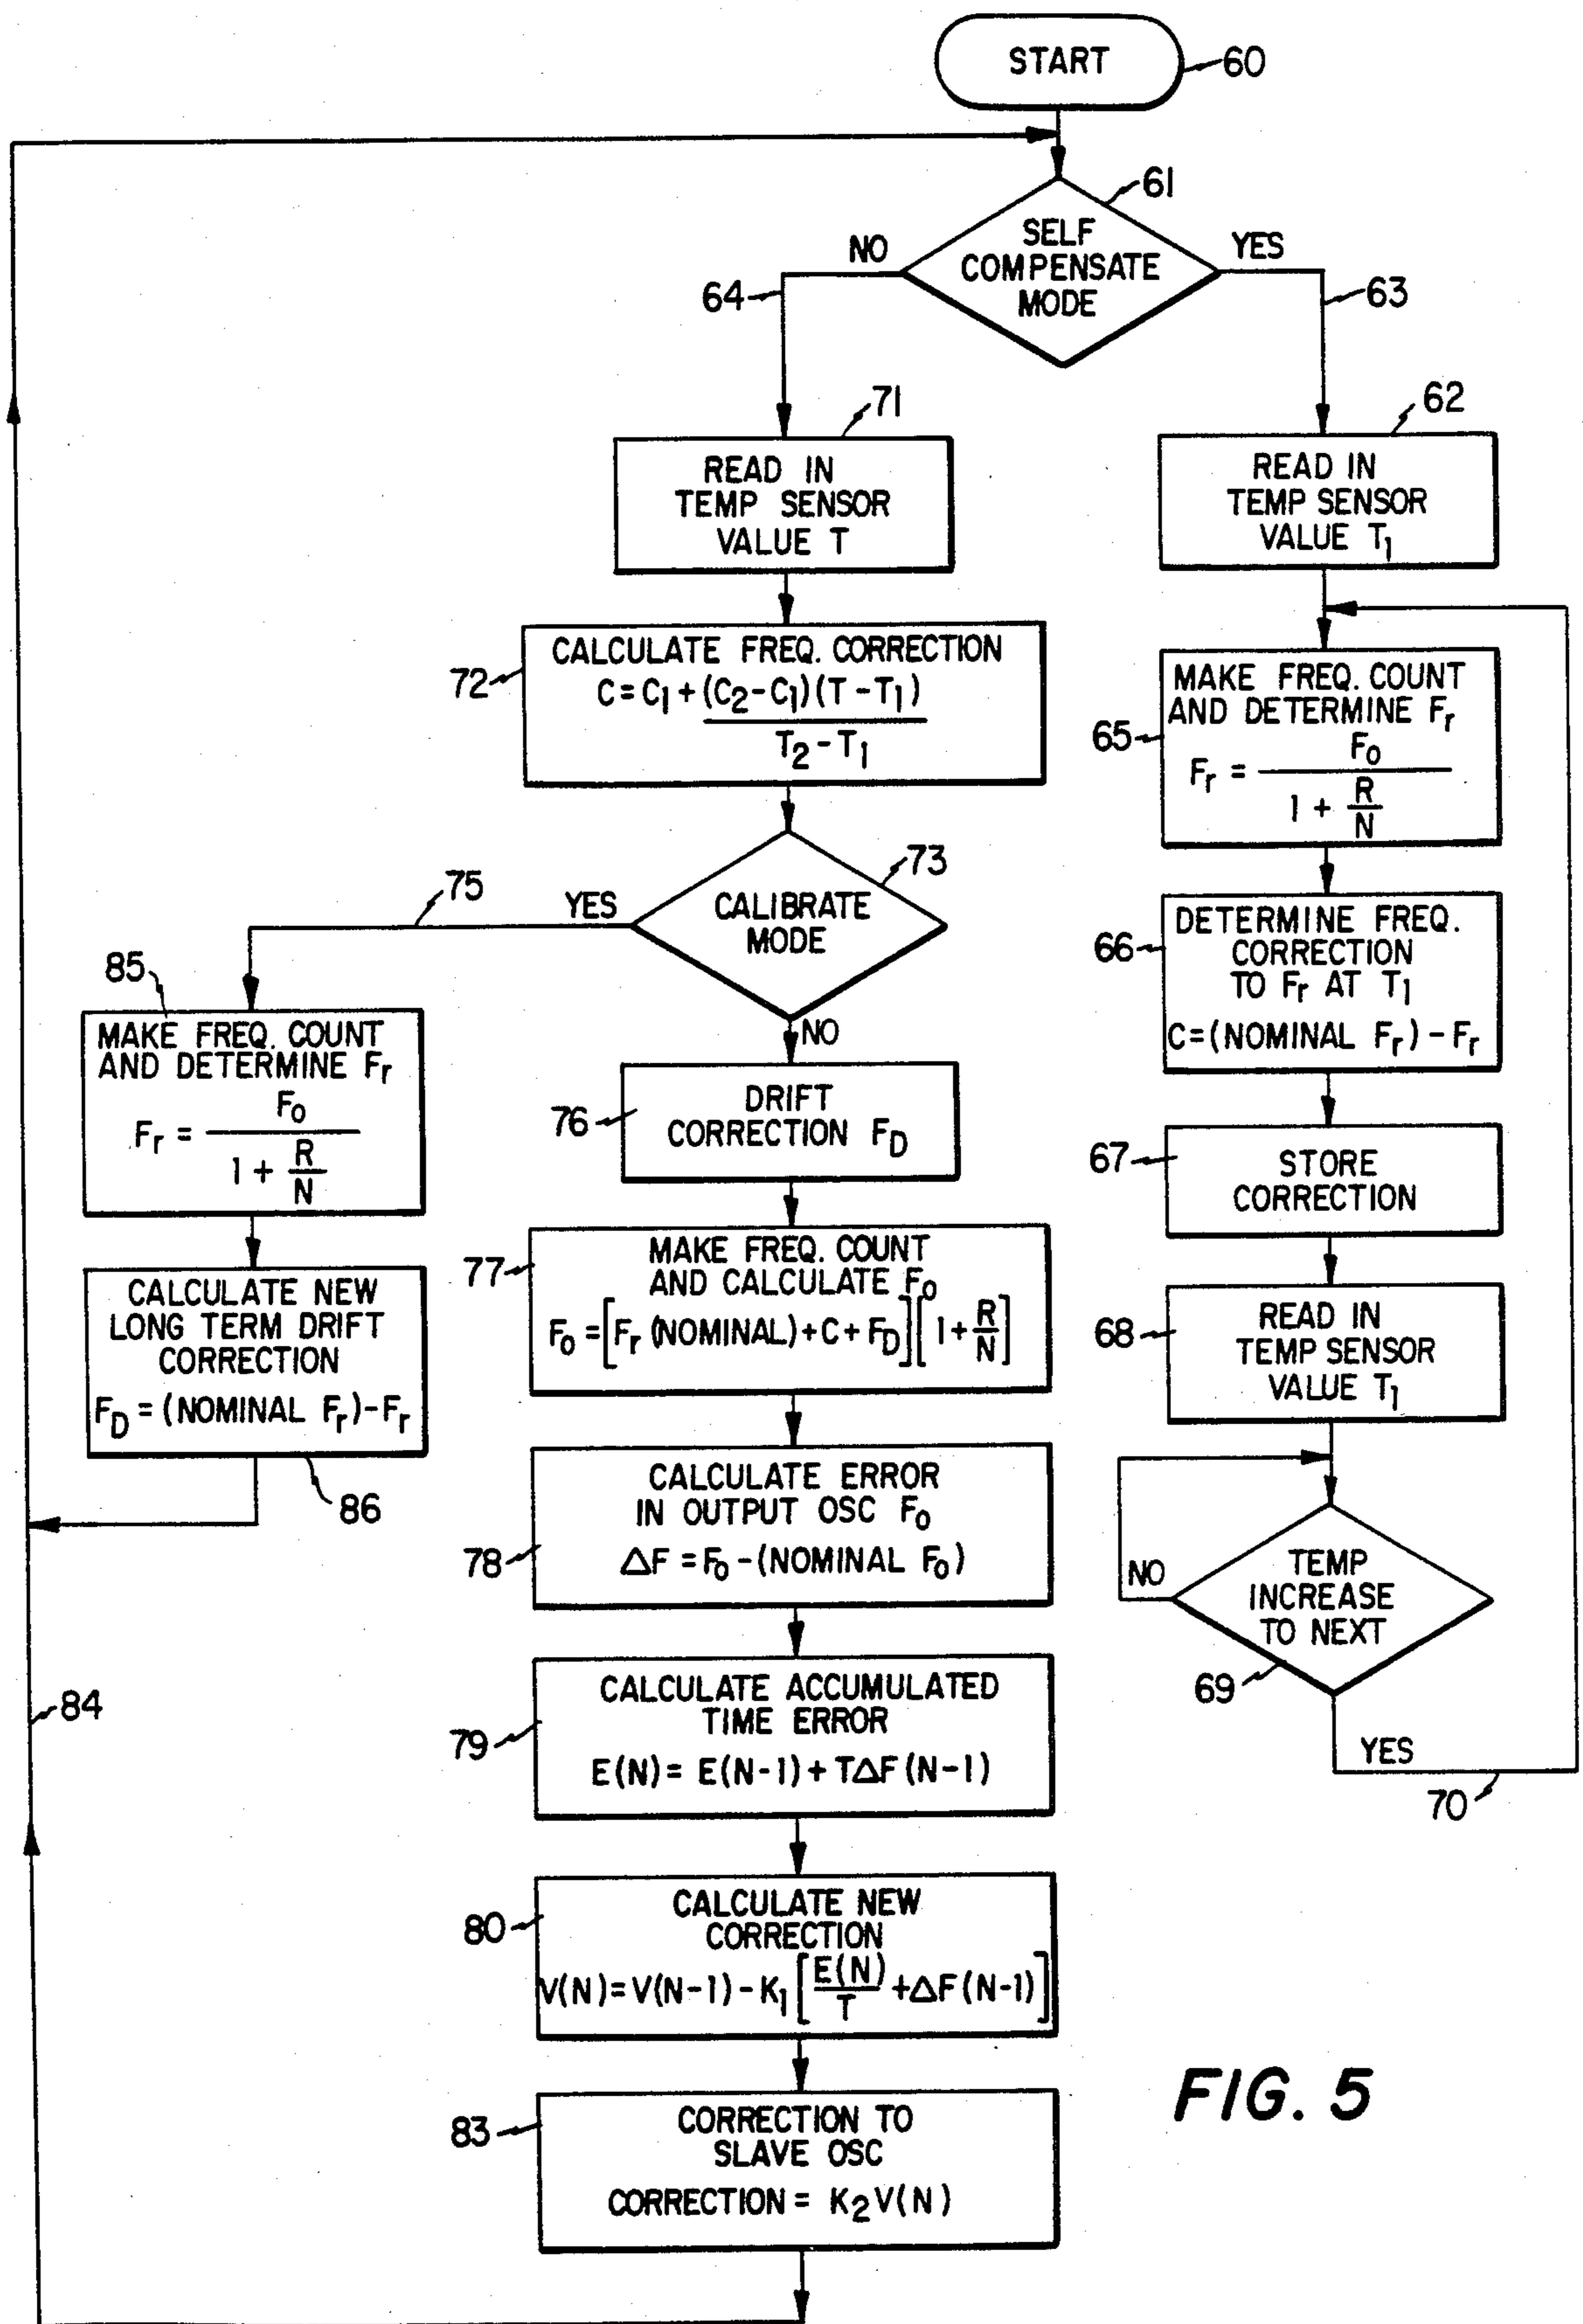 START
60
61
SELF
COMPENSATE
MODE
NO
YES
64
63
71
READ IN
TEMP SENSOR
VALUE T
62
READ IN
TEMP SENSOR
VALUE T₁
72
CALCULATE FREQ. CORRECTION
C = C₁ + (C₂-C₁)(T-T₁)
T₂-T₁
65
MAKE FREQ. COUNT
AND DETERMINE Fᵣ
Fᵣ = F₀
1 + R
N
73
CALIBRATE
MODE
YES
75
NO
66
DETERMINE FREQ.
CORRECTION
TO Fᵣ AT T₁
C=(NOMINAL Fᵣ)-Fᵣ
85
MAKE FREQ. COUNT
AND DETERMINE Fᵣ
Fᵣ = F₀
1 + R
N
76
DRIFT
CORRECTION F_D
67
STORE
CORRECTION
77
MAKE FREQ. COUNT
AND CALCULATE F₀
F₀ = [Fᵣ (NOMINAL)+C+F_D][1+R/N]
CALCULATE NEW
LONG TERM DRIFT
CORRECTION
F_D = (NOMINAL Fᵣ)-Fᵣ
86
68
READ IN
TEMP SENSOR
VALUE T₁
78
CALCULATE ERROR
IN OUTPUT OSC F₀
ΔF = F₀-(NOMINAL F₀)
NO
TEMP
INCREASE
TO NEXT
69
YES
70
84
79
CALCULATE ACCUMULATED
TIME ERROR
E(N)= E(N-1)+TΔF(N-1)
80
CALCULATE NEW
CORRECTION
V(N)=V(N-1)-K₁[E(N)/T+ΔF(N-1)]
83
CORRECTION TO
SLAVE OSC
CORRECTION= K₂V(N)
FIG. 5